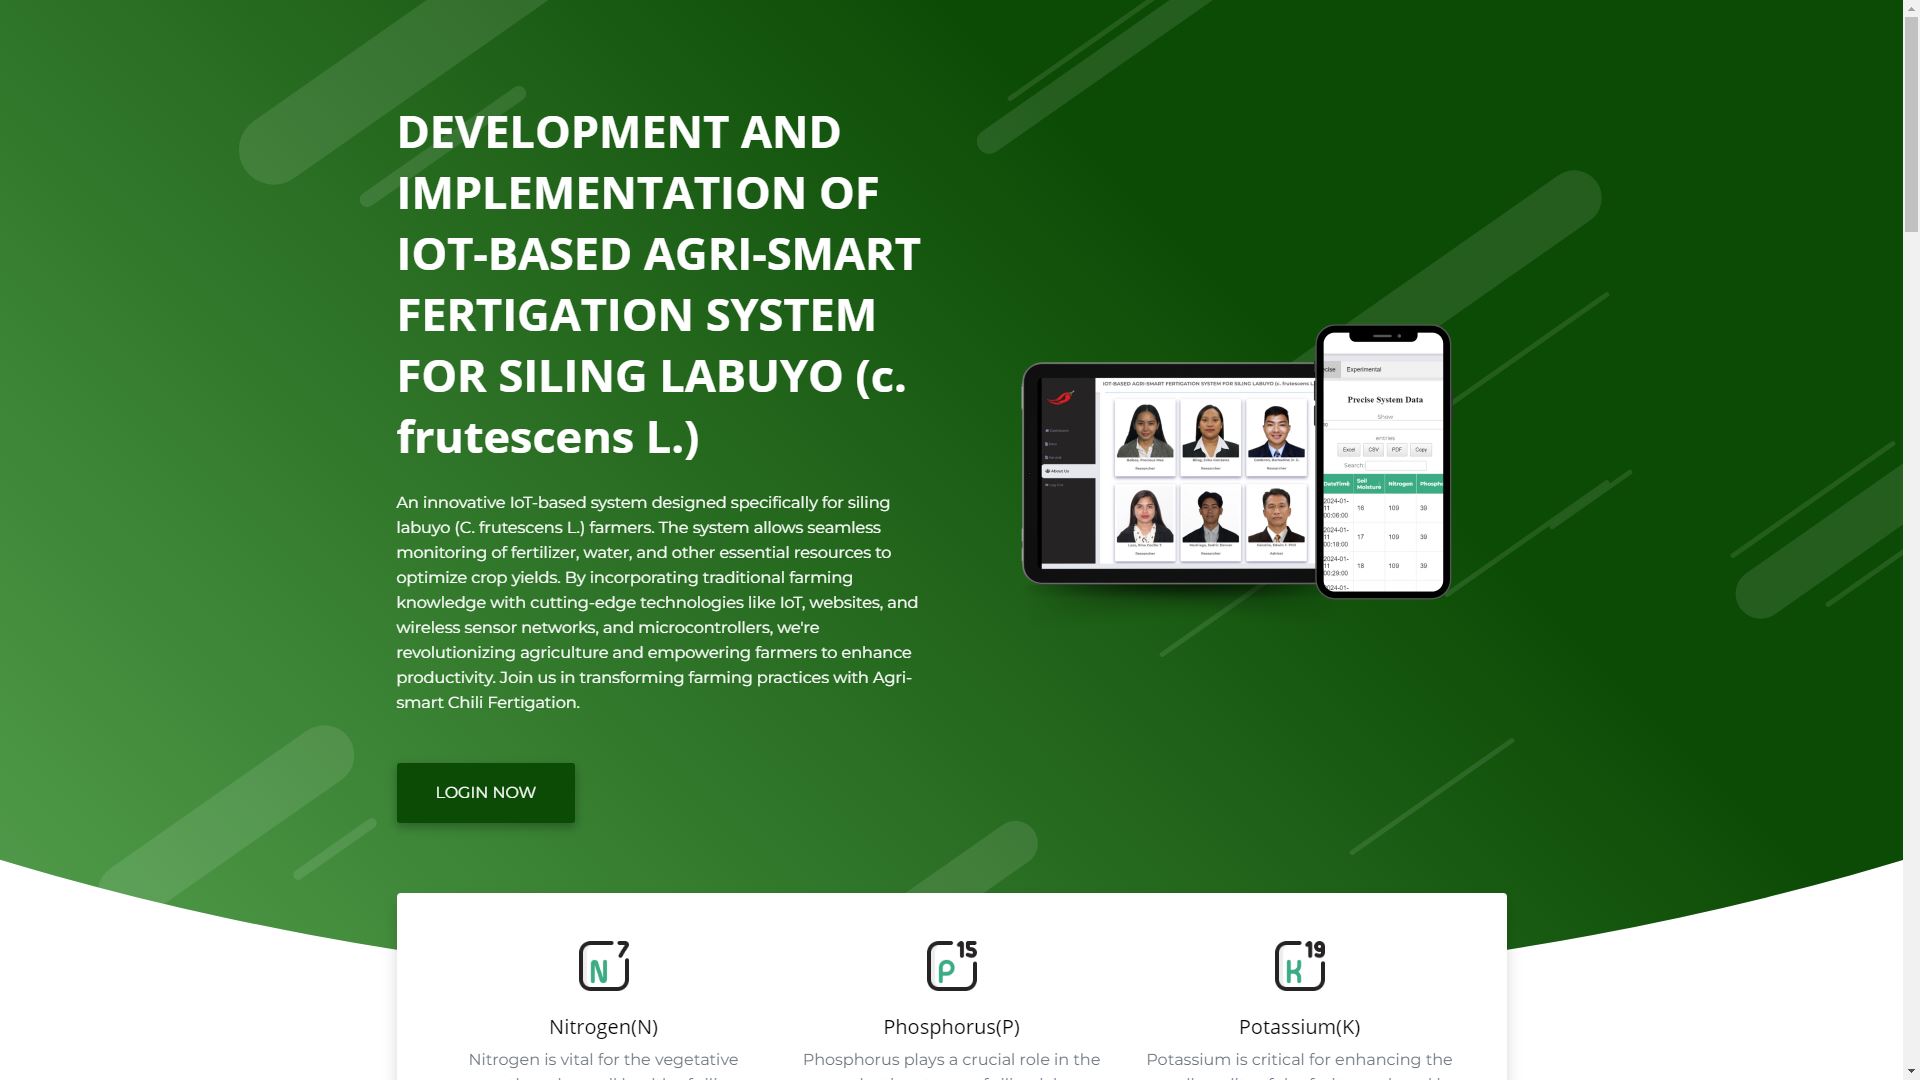 DEVELOPMENT AND
IMPLEMENTATION OF
IOT-BASED AGRI-SMART
FERTIGATION SYSTEM
FOR SILING LABUYO (c.
frutescens L.)
An innovative IoT-based system designed specifically for siling
labuyo (C. frutescens L.) farmers. The system allows seamless
monitoring of fertilizer, water, and other essential resources to
optimize crop yields. By incorporating traditional farming
knowledge with cutting-edge technologies like IoT, websites, and
wireless sensor networks, and microcontrollers, we're
revolutionizing agriculture and empowering farmers to enhance
productivity. Join us in transforming farming practices with Agri-
smart Chili Fertigation.
LOGIN NOW
IOT-BASED AGRI-SMART FERTIGATION SYSTEM FOR SILING LABUYO (c. frutescens L
About Us
Researcher
Researcher
Researcher
Researcher
Researcher
Adviser
Experimental
Precise System Data
Show
entries
Excel CSV PDF Copy
Search:
DateTime Soil Moisture Nitrogen Phosph
2024-01-
11
00:06:00 16 109 39
2024-01-
11
00:18:00 17 109 39
2024-01-
11
00:29:00 18 109 39
2024-01-
N 7
P 15
K 19
Nitrogen(N)
Phosphorus(P)
Potassium(K)
Nitrogen is vital for the vegetative
Phosphorus plays a crucial role in the
Potassium is critical for enhancing the